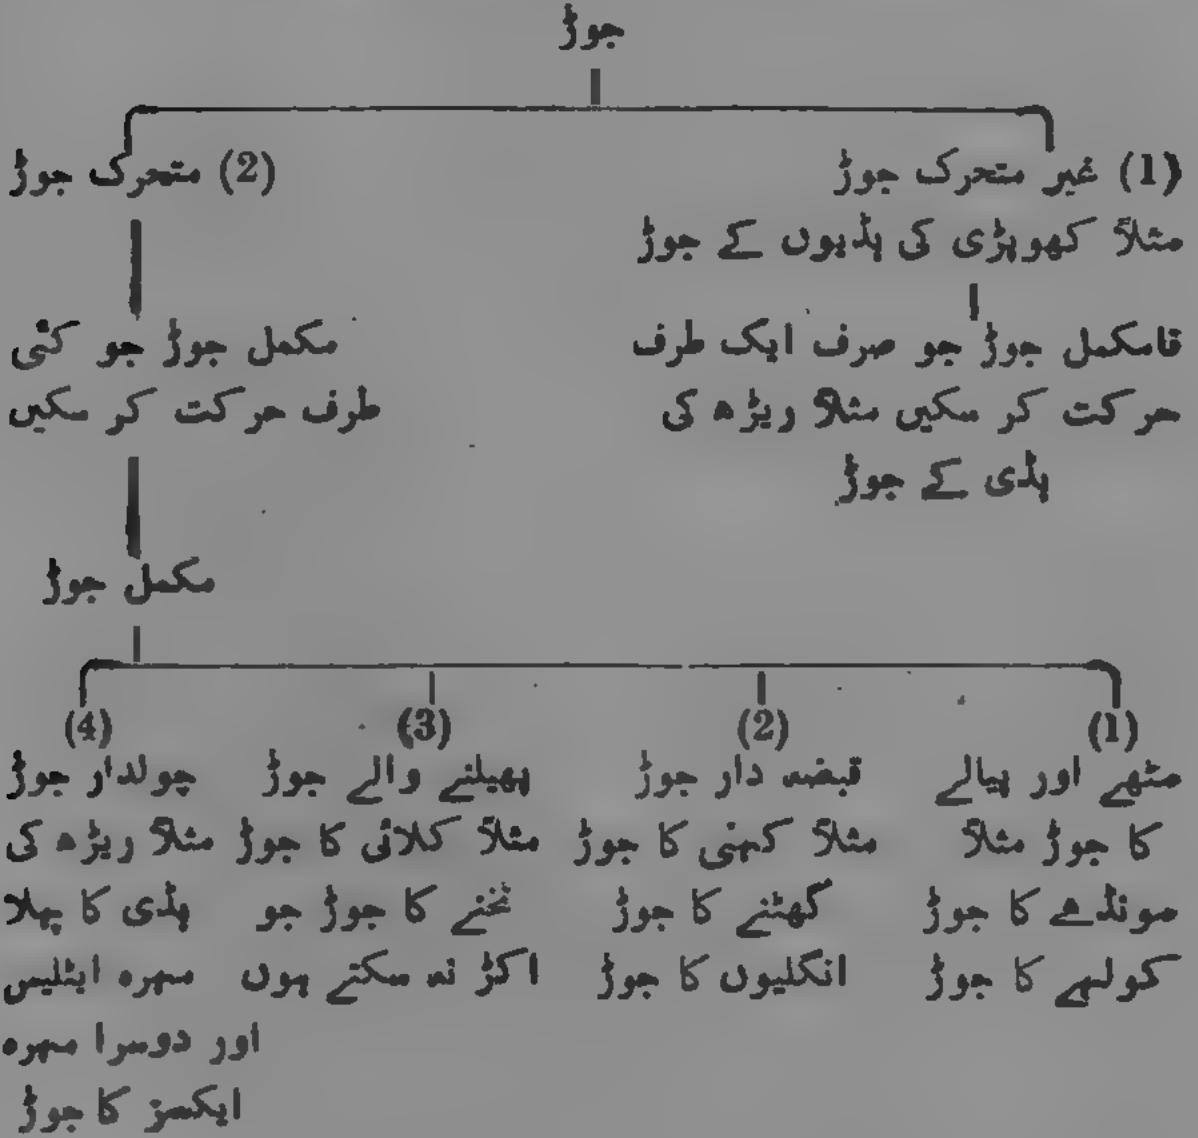 جوڑ
(1) غیر متحرک جوڑ
مثلاً کھوپڑی کی ہڈیوں کے جوڑ
نامکمل جوڑ جو صرف ایک طرف
حرکت کر سکیں مثلاً ریڑھ کی
ہڈی کے جوڑ
(2) متحرک جوڑ
مکمل جوڑ جو کئی
طرف حرکت کر سکیں
مکمل جوڑ
(1)
مٹھے اور پیالے
کا جوڑ مثلاً
مونڈھے کا جوڑ
کولہے کا جوڑ
(2)
قبضہ دار جوڑ
مثلاً کہنی کا جوڑ
گھٹنے کا جوڑ
انگلیوں کا جوڑ
(3)
پھیلنے والے جوڑ
مثلاً کلائی کا جوڑ
ٹخنے کا جوڑ جو
اکڑ نہ سکتے ہوں
(4)
چولدار جوڑ
مثلاً ریڑھ کی
ہڈی کا پہلا
مہرہ ایٹلیس
اور دوسرا مہرہ
ایکسز کا جوڑ